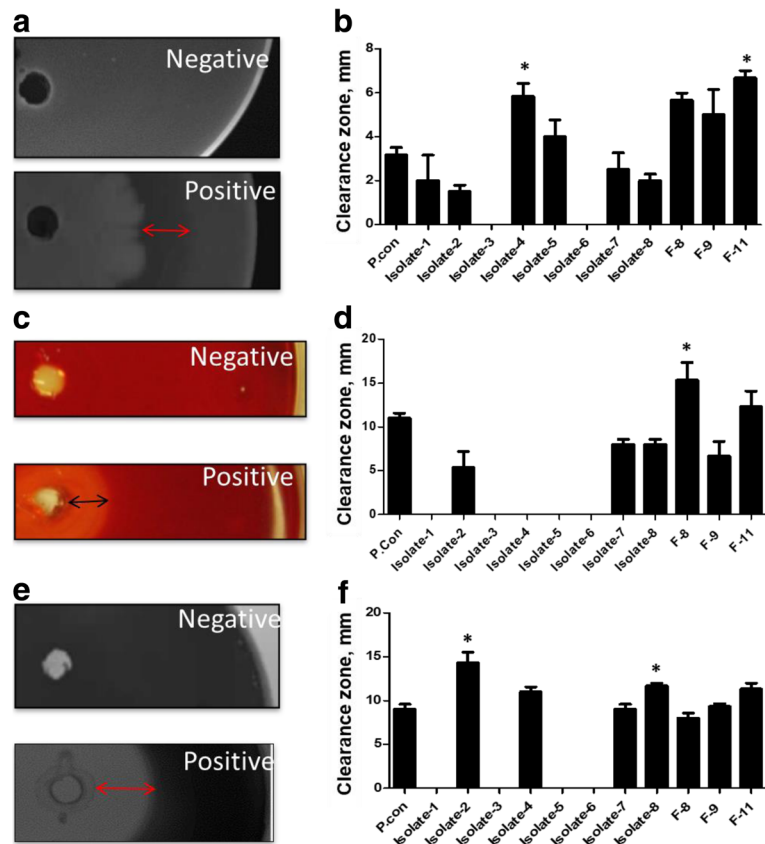 a
Negative
Positive
b
Clearance zone, mm
8
6
4
2
0
P.con
Isolate-1
Isolate-2
Isolate-3
Isolate-4
Isolate-5
Isolate-6
Isolate-7
Isolate-8
F-8
F-9
F-11
*
*
c
Negative
Positive
d
Clearance zone, mm
20
15
10
5
0
P.Con
Isolate-1
Isolate-2
Isolate-3
Isolate-4
Isolate-5
Isolate-6
Isolate-7
Isolate-8
F-8
F-9
F-11
*
e
Negative
Positive
f
Clearance zone, mm
20
15
10
5
0
P.con
Isolate-1
Isolate-2
Isolate-3
Isolate-4
Isolate-5
Isolate-6
Isolate-7
Isolate-8
F-8
F-9
F-11
*
*